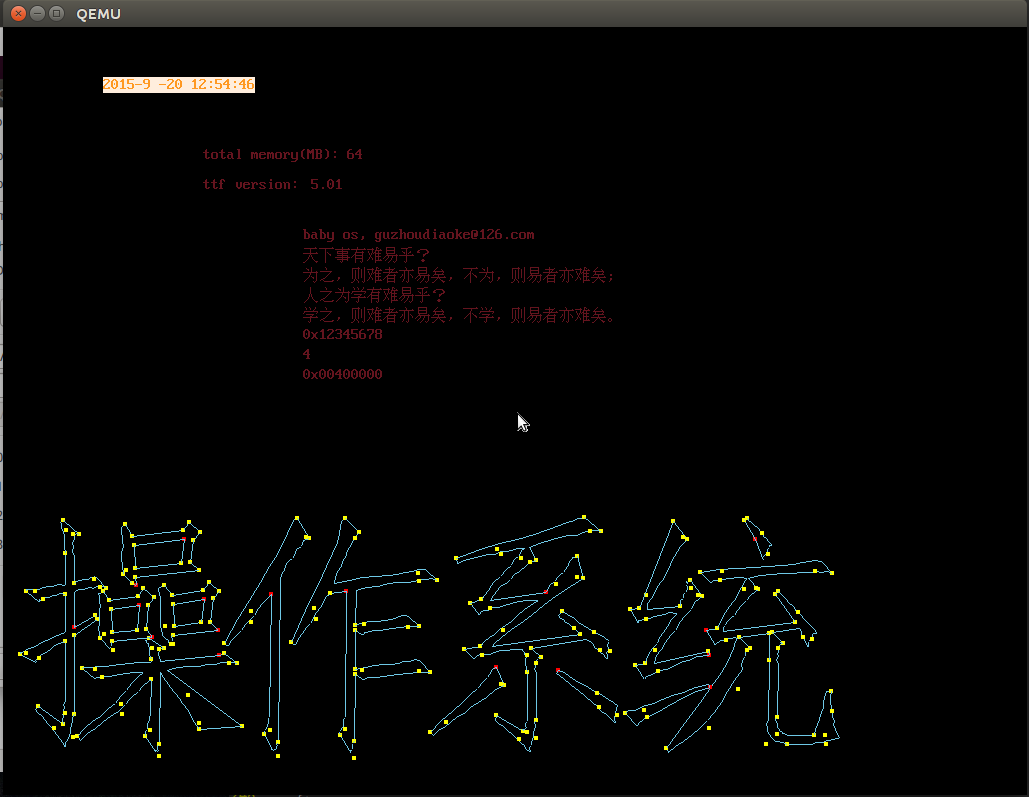 QEMU
2015-9 -20 12:54:46
total memory(MB): 64
ttf version: 5.01
baby os, guzhoudiaoke@126.com
天下事有难易乎？
为之，则难者亦易矣，不为，则易者亦难矣；
人之为学有难易乎？
学之，则难者亦易矣，不学，则易者亦难矣。
0x12345678
4
0x00400000
操作系统